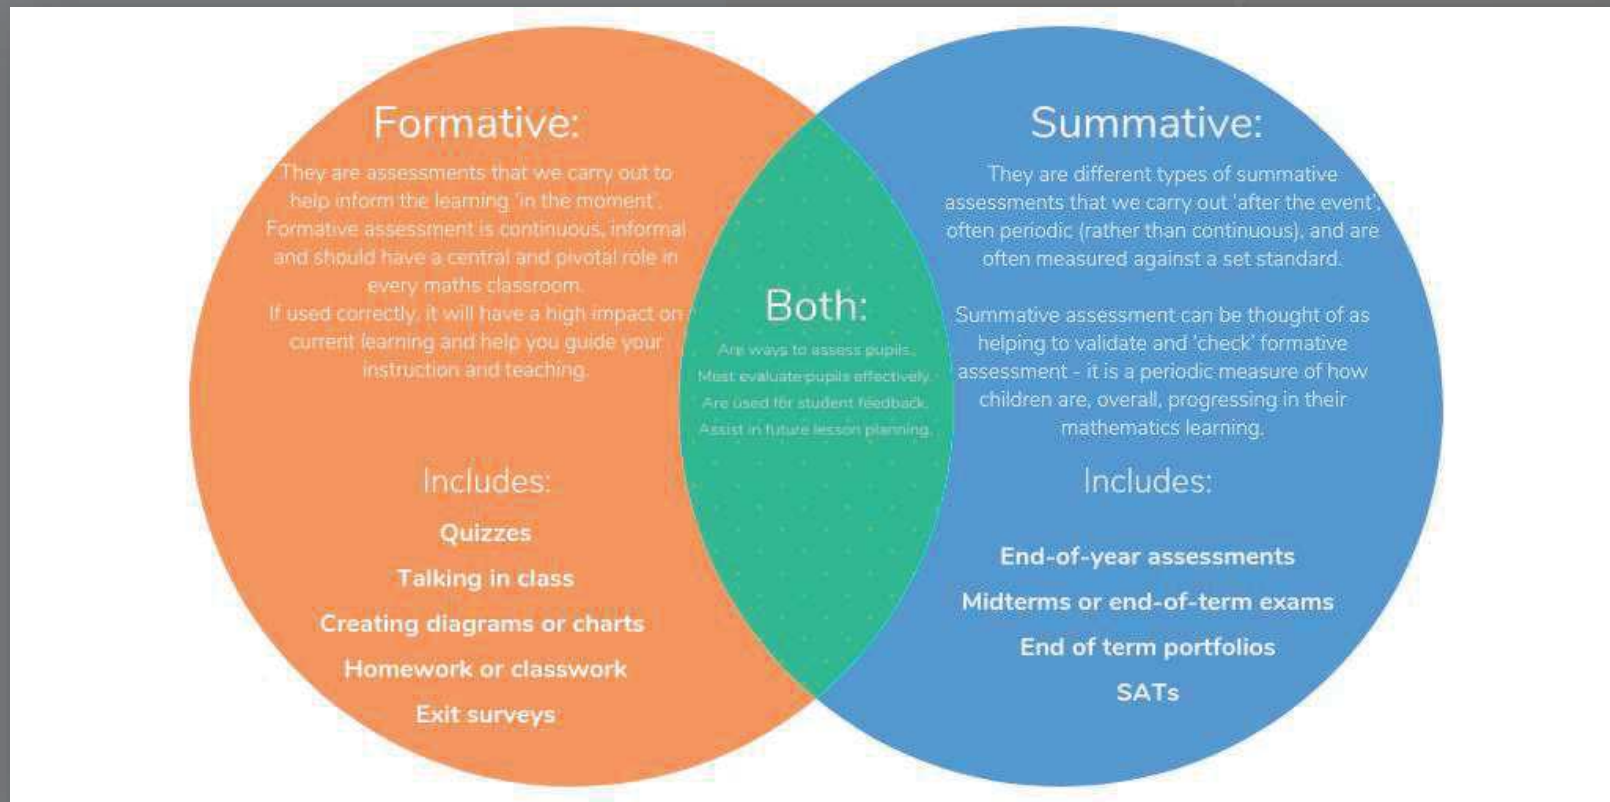 Formative:
They are assessments that we carry out to
help inform the learning 'in the moment'.
Formative assessment is continuous, informal
and should have a central and pivotal role in
every maths classroom.
If used correctly, it will have a high impact on
current learning and help you guide your
instruction and teaching.
Includes:
Quizzes
Talking in class
Creating diagrams or charts
Homework or classwork
Exit surveys
Both:
Are ways to assess pupils.
Most evaluate pupils effectively.
Are used for student feedback.
Assist in future lesson planning.
Summative:
They are different types of summative
assessments that we carry out 'after the event',
often periodic (rather than continuous), and are
often measured against a set standard.
Summative assessment can be thought of as
helping to validate and 'check' formative
assessment - it is a periodic measure of how
children are, overall, progressing in their
mathematics learning.
Includes:
End-of-year assessments
Midterms or end-of-term exams
End of term portfolios
SATs